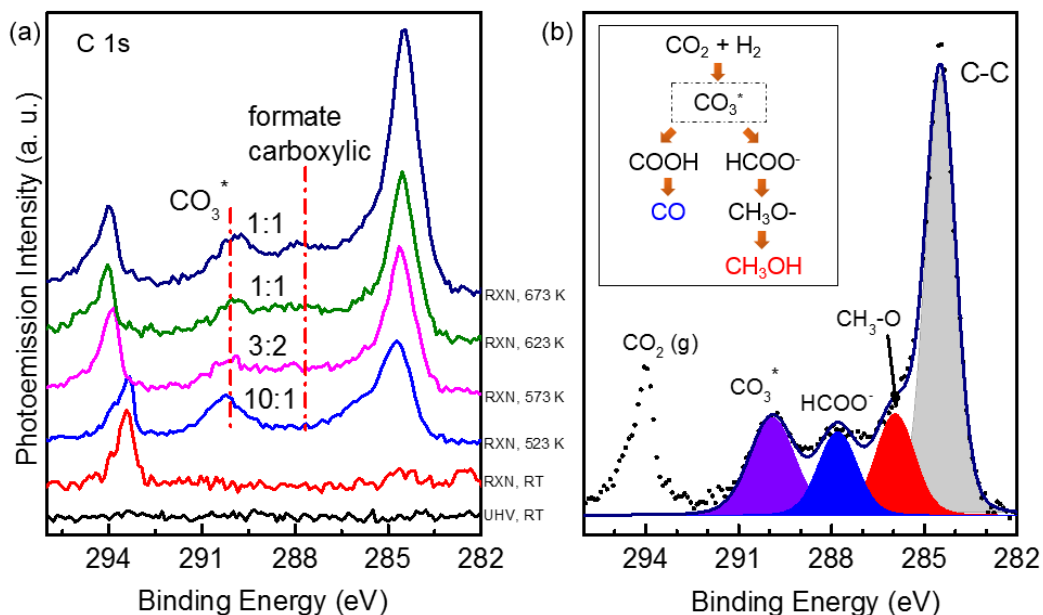 (a)
C 1s
formate
carboxylic
CO3*
1:1
1:1
3:2
10:1
RXN, 673 K
RXN, 623 K
RXN, 573 K
RXN, 523 K
RXN, RT
UHV, RT
Photoemission Intensity (a. u.)
294 291 288 285 282
Binding Energy (eV)
(b)
CO2 + H2
CO3*
COOH HCOO-
CO CH3O-
CH3OH
C-C
CH3-O
CO2 (g)
CO3*
HCOO-
294 291 288 285 282
Binding Energy (eV)